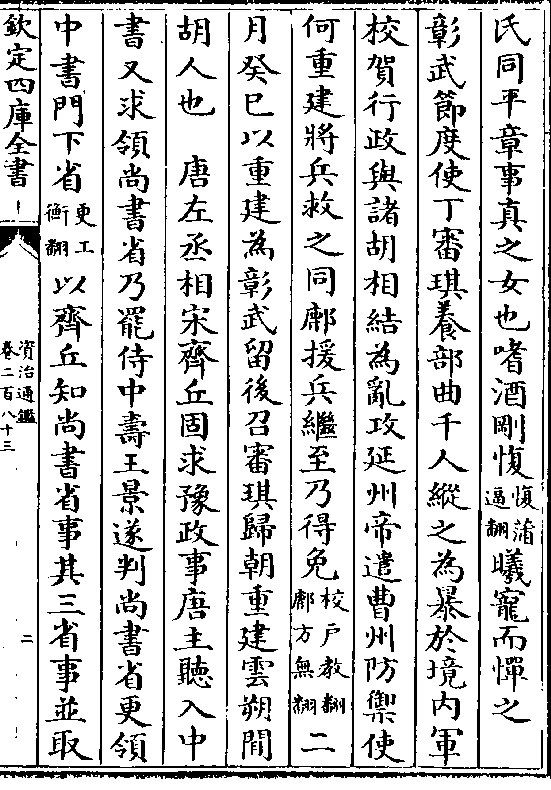 氏同平章事真之女也嗜酒剛愎愎蒲逼翻曦寵而憚之
彰武節度使丁審琪養部曲千人縱之為暴於境内軍
校賀行政與諸胡相結為亂攻延州帝遣曹州防禦使
何重建將兵救之同鄜援兵繼至乃得免校户教翻鄜方無翻二
月癸巳以重建為彰武留後召審琪歸朝重建雲朔間
胡人也　唐左丞相宋齊丘固求豫政事唐主聽入中
書又求領尚書省乃罷侍中壽王景遂判尚書省更領
中書門下省更工衡翻以齊丘知尚書省事其三省事並取
欽定四庫全書
資治通鑑
卷二百八十三
二